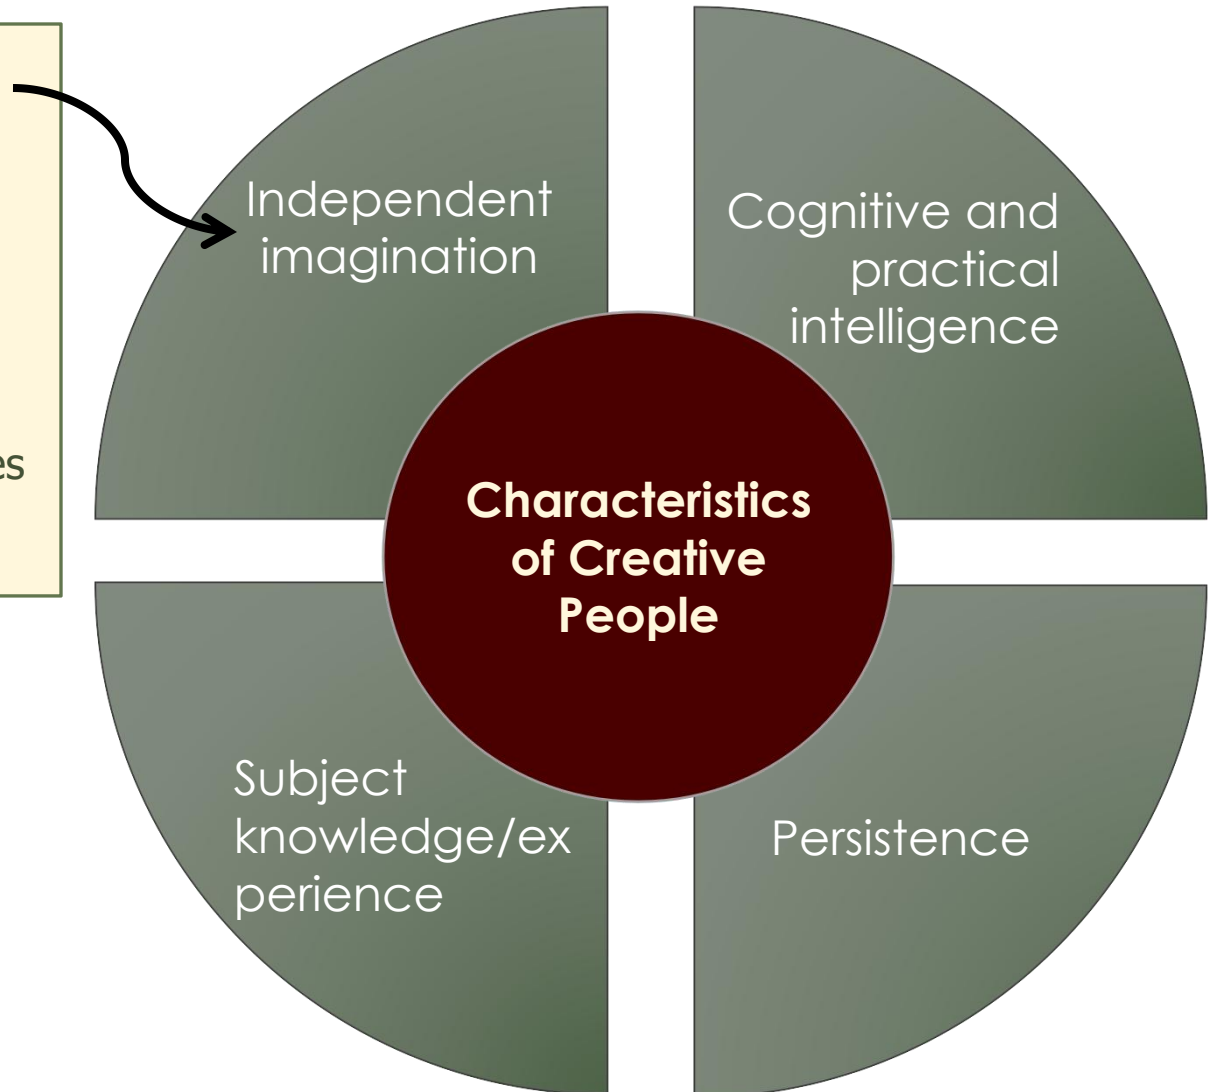 Independent
imagination
Cognitive and
practical
intelligence
Characteristics
of Creative
People
Subject
knowledge/ex
perience
Persistence